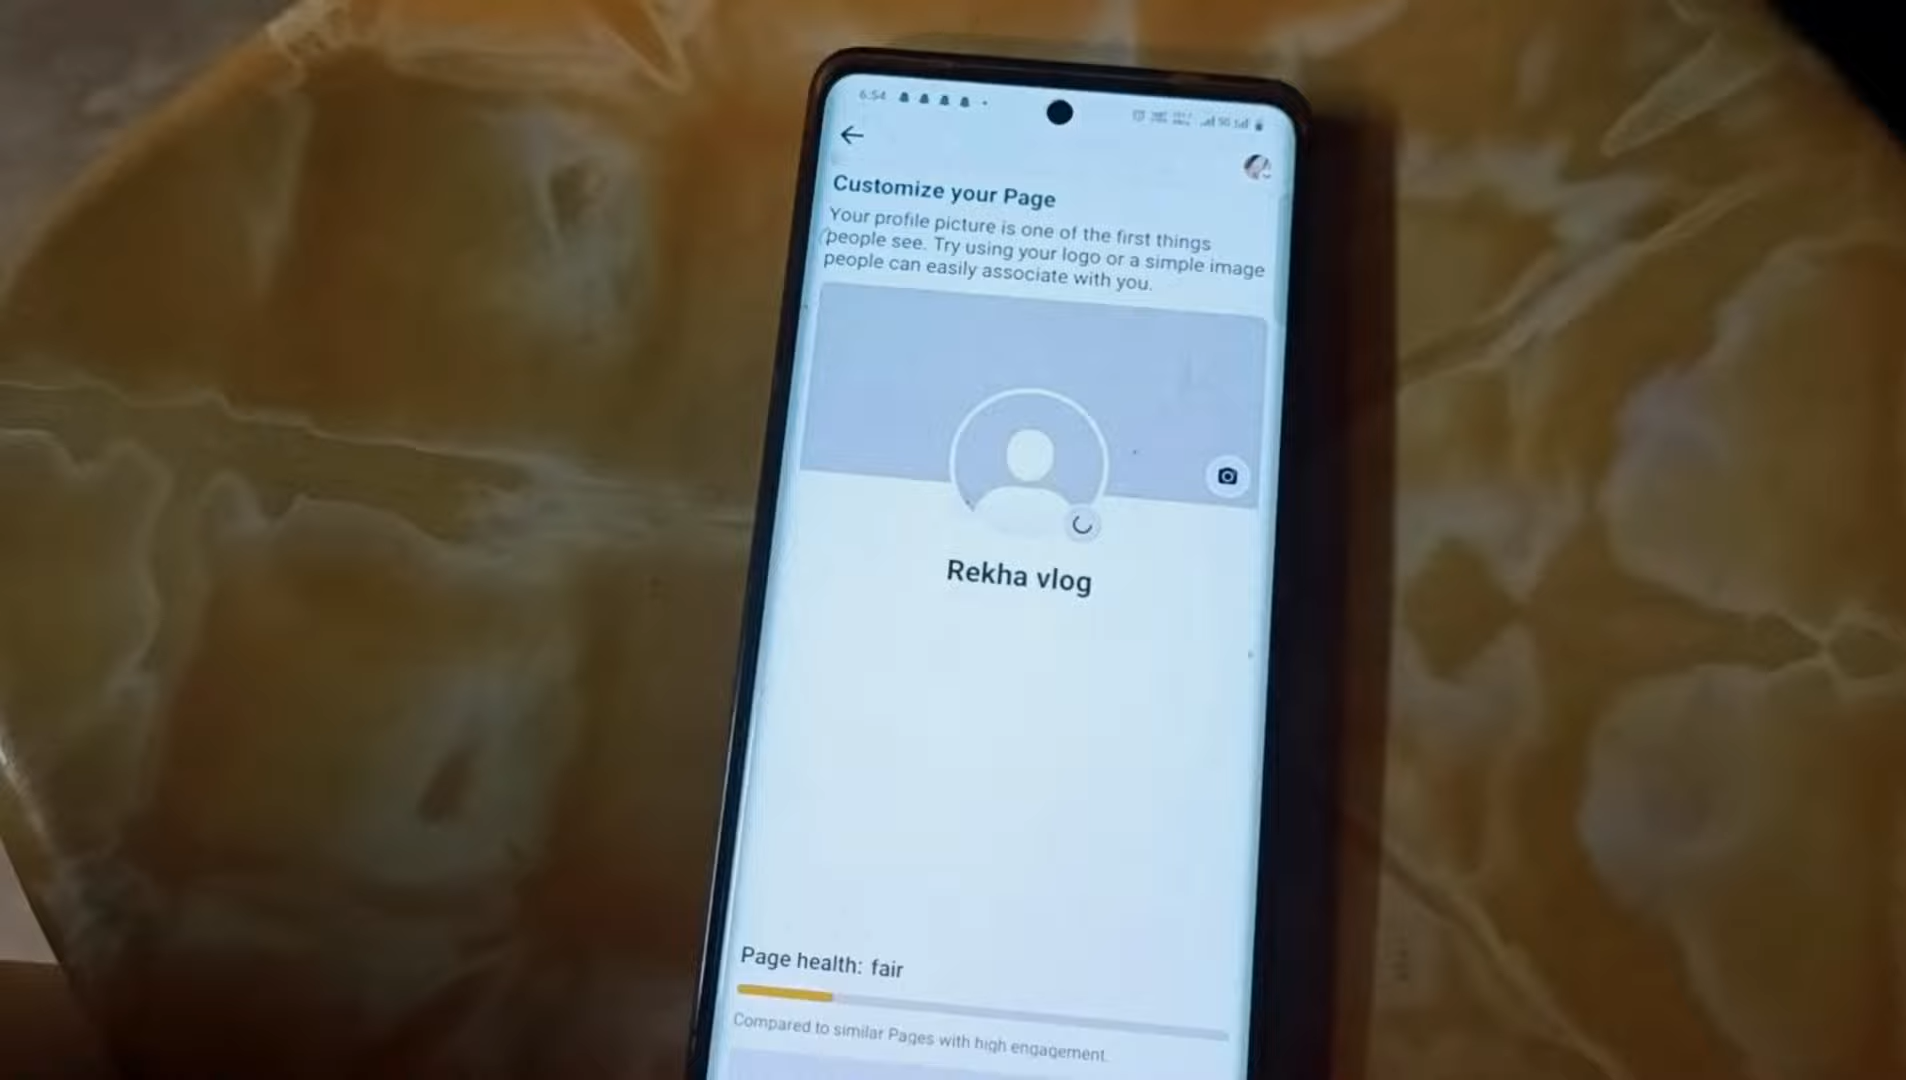 6:54
Customize your Page
Your profile picture is one of the first things
people see. Try using your logo or a simple image
people can easily associate with you.
Rekha vlog
Page health: fair
Compared to similar Pages with high engagement.